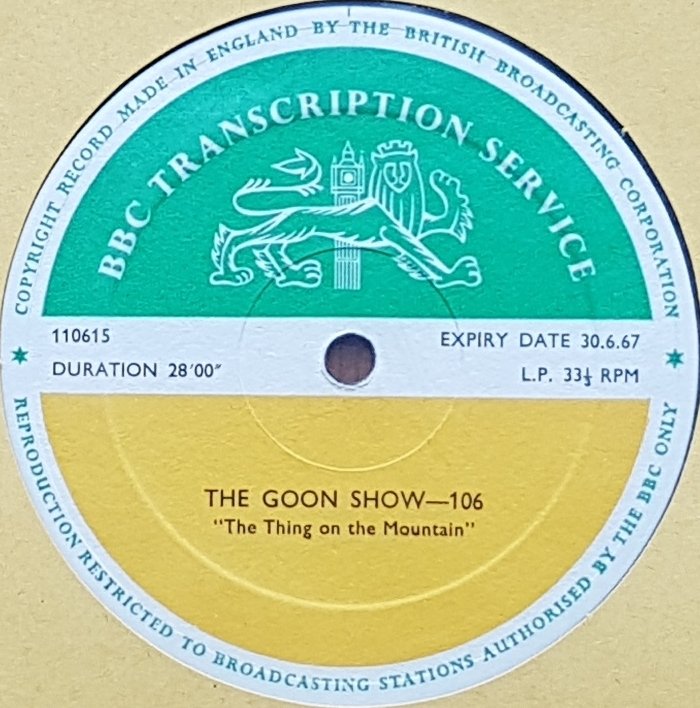 COPYRIGHT RECORD MADE IN ENGLAND BY THE BRITISH BROADCASTING CORPORATION
BBC TRANSCRIPTION SERVICE
110615
EXPIRY DATE 30.6.67
DURATION 28′00″
L.P. 33⅓ RPM
THE GOON SHOW—106
“The Thing on the Mountain”
REPRODUCTION RESTRICTED TO BROADCASTING STATIONS AUTHORISED BY THE BBC ONLY